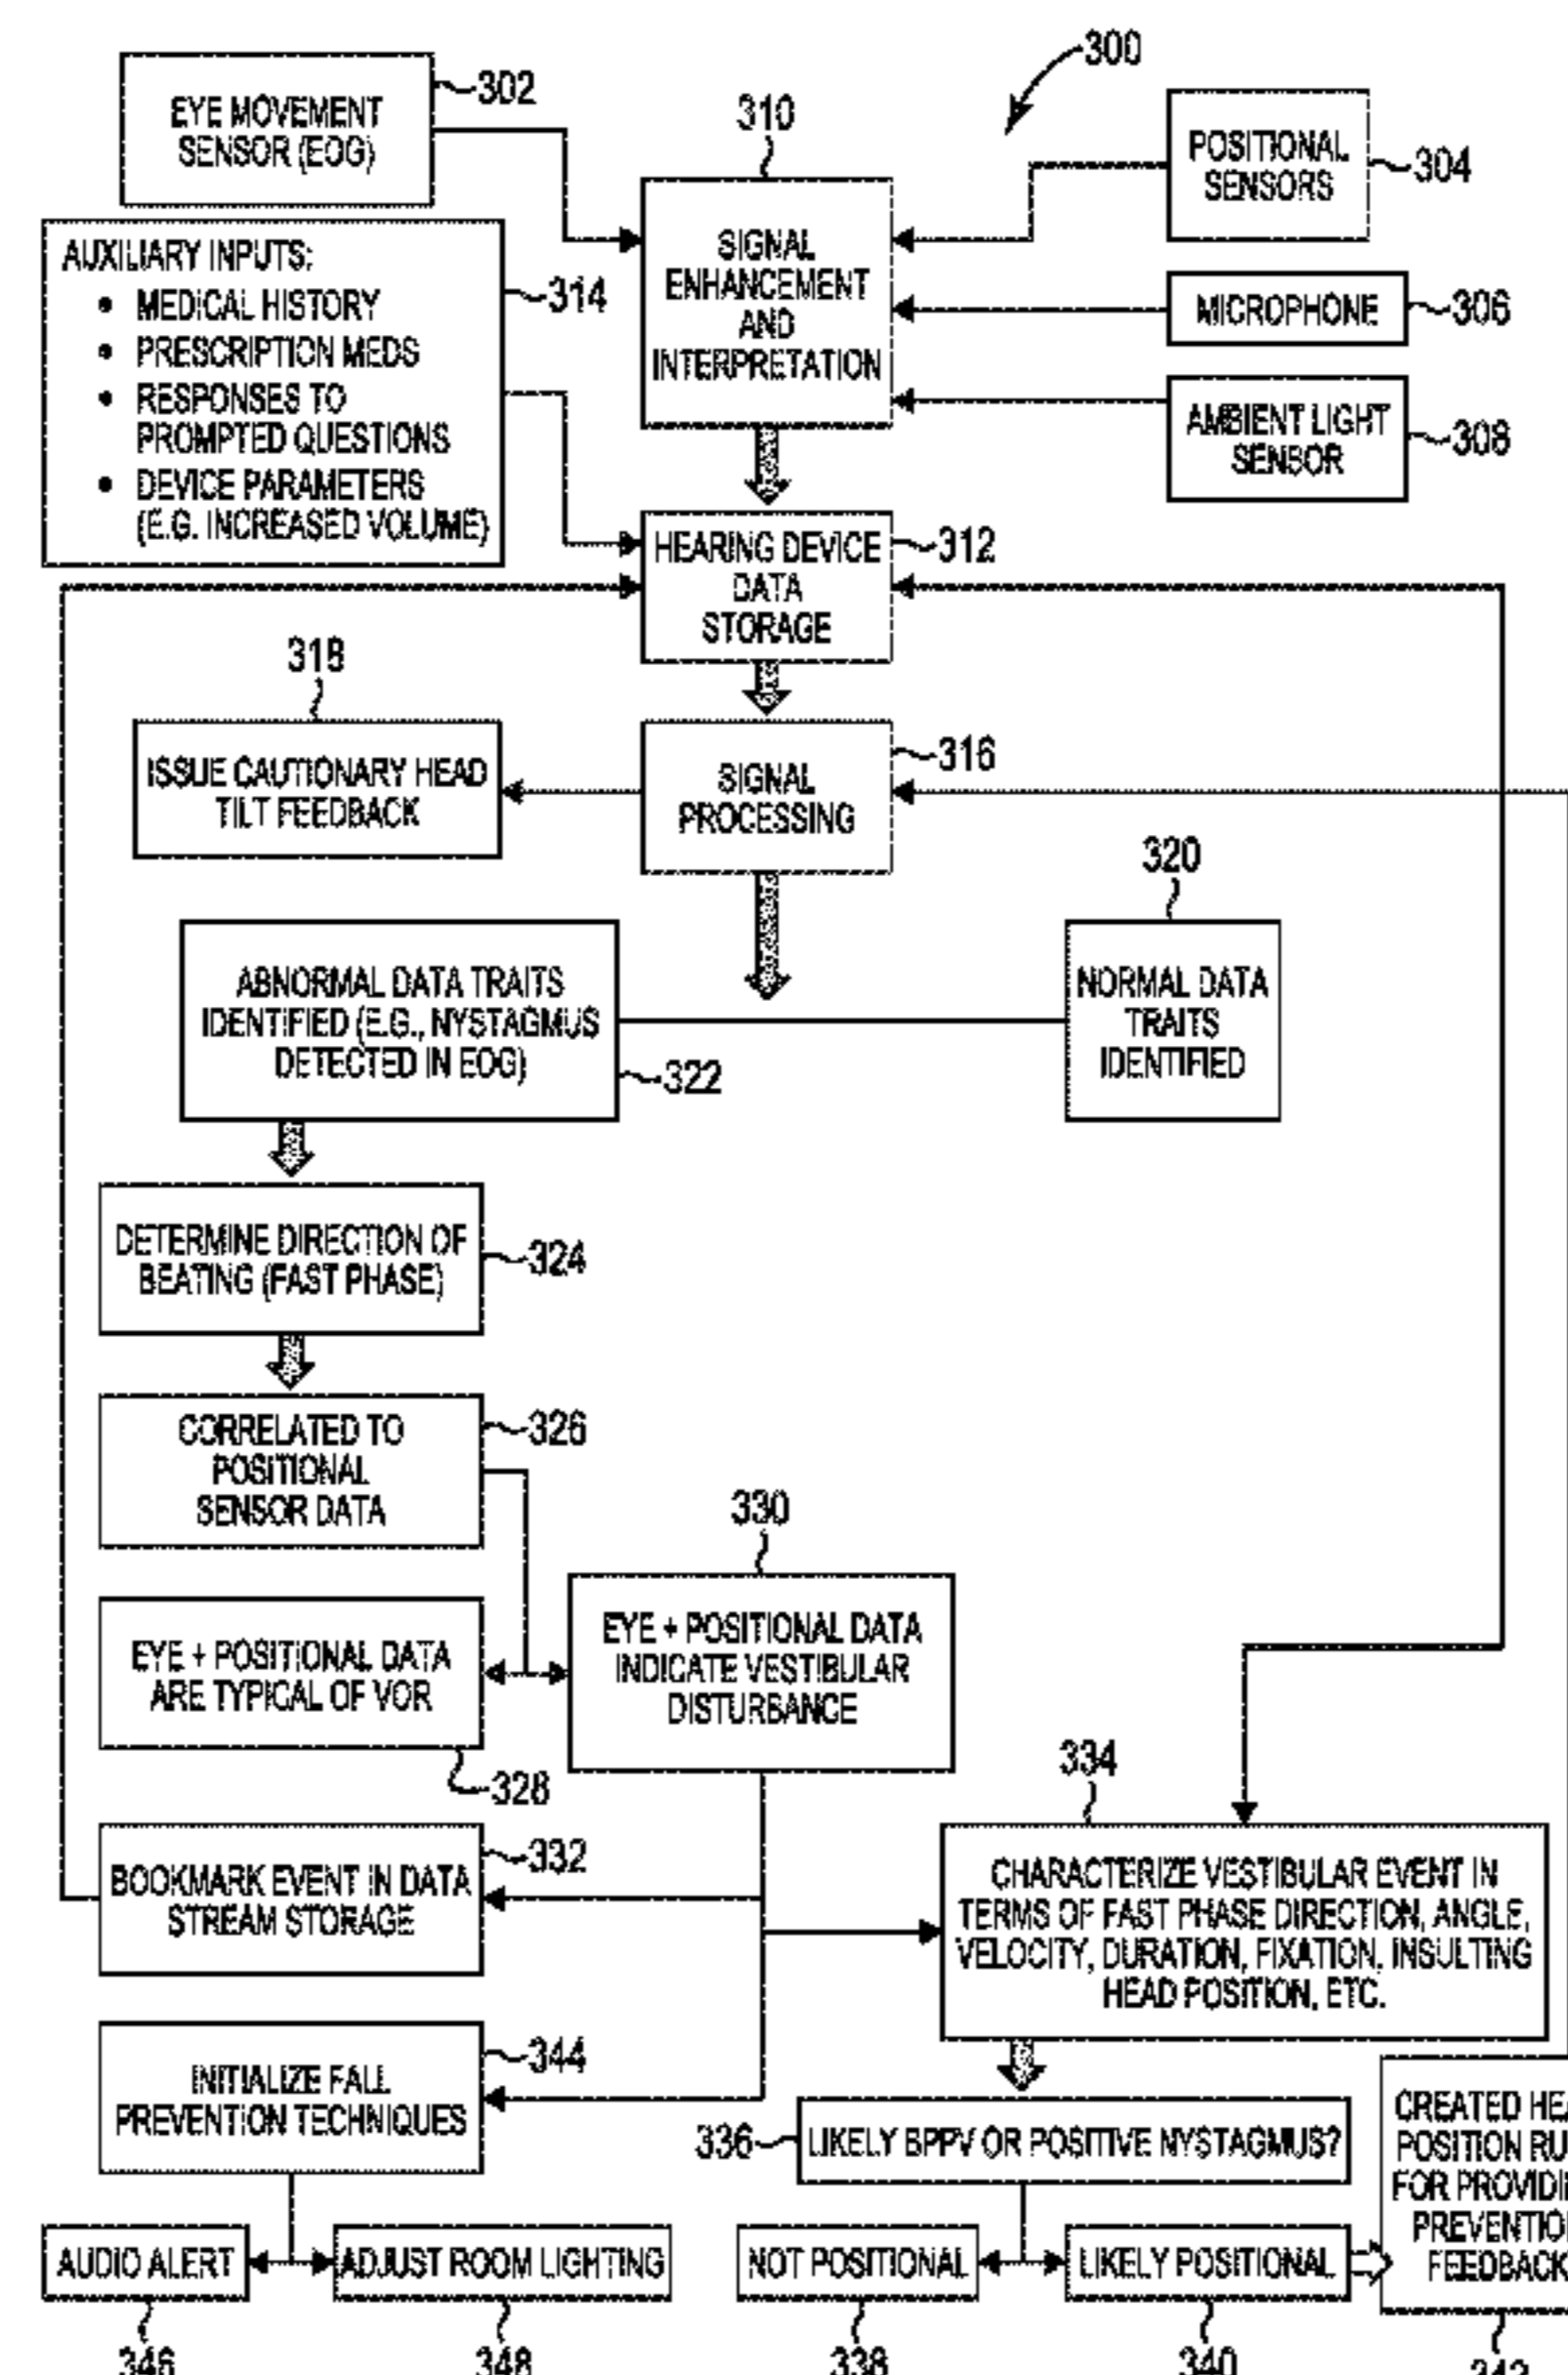 300
EYE MOVEMENT
SENSOR (EOG)
302
310
POSITIONAL
SENSORS
304
SIGNAL
ENHANCEMENT
AND
INTERPRETATION
AUXILIARY INPUTS:
• MEDICAL HISTORY
• PRESCRIPTION MEDS
• RESPONSES TO
PROMPTED QUESTIONS
• DEVICE PARAMETERS
(E.G. INCREASED VOLUME)
314
MICROPHONE
306
AMBIENT LIGHT
SENSOR
308
HEARING DEVICE
DATA
STORAGE
312
318
ISSUE CAUTIONARY HEAD
TILT FEEDBACK
SIGNAL
PROCESSING
316
320
ABNORMAL DATA TRAITS
IDENTIFIED (E.G., NYSTAGMUS
DETECTED IN EOG)
322
NORMAL DATA
TRAITS
IDENTIFIED
DETERMINE DIRECTION OF
BEATING (FAST PHASE)
324
CORRELATED TO
POSITIONAL
SENSOR DATA
326
330
EYE + POSITIONAL DATA
ARE TYPICAL OF VOR
328
EYE + POSITIONAL DATA
INDICATE VESTIBULAR
DISTURBANCE
334
BOOKMARK EVENT IN DATA
STREAM STORAGE
332
CHARACTERIZE VESTIBULAR EVENT IN
TERMS OF FAST PHASE DIRECTION, ANGLE,
VELOCITY, DURATION, FIXATION, INSULTING
HEAD POSITION, ETC.
INITIALIZE FALL
PREVENTION TECHNIQUES
344
336
LIKELY BPPV OR POSITIVE NYSTAGMUS?
CREATED
POSITION
FOR
FEEDBACK
AUDIO ALERT
ADJUST ROOM LIGHTING
NOT POSITIONAL
LIKELY POSITIONAL
346
348
338
340
342